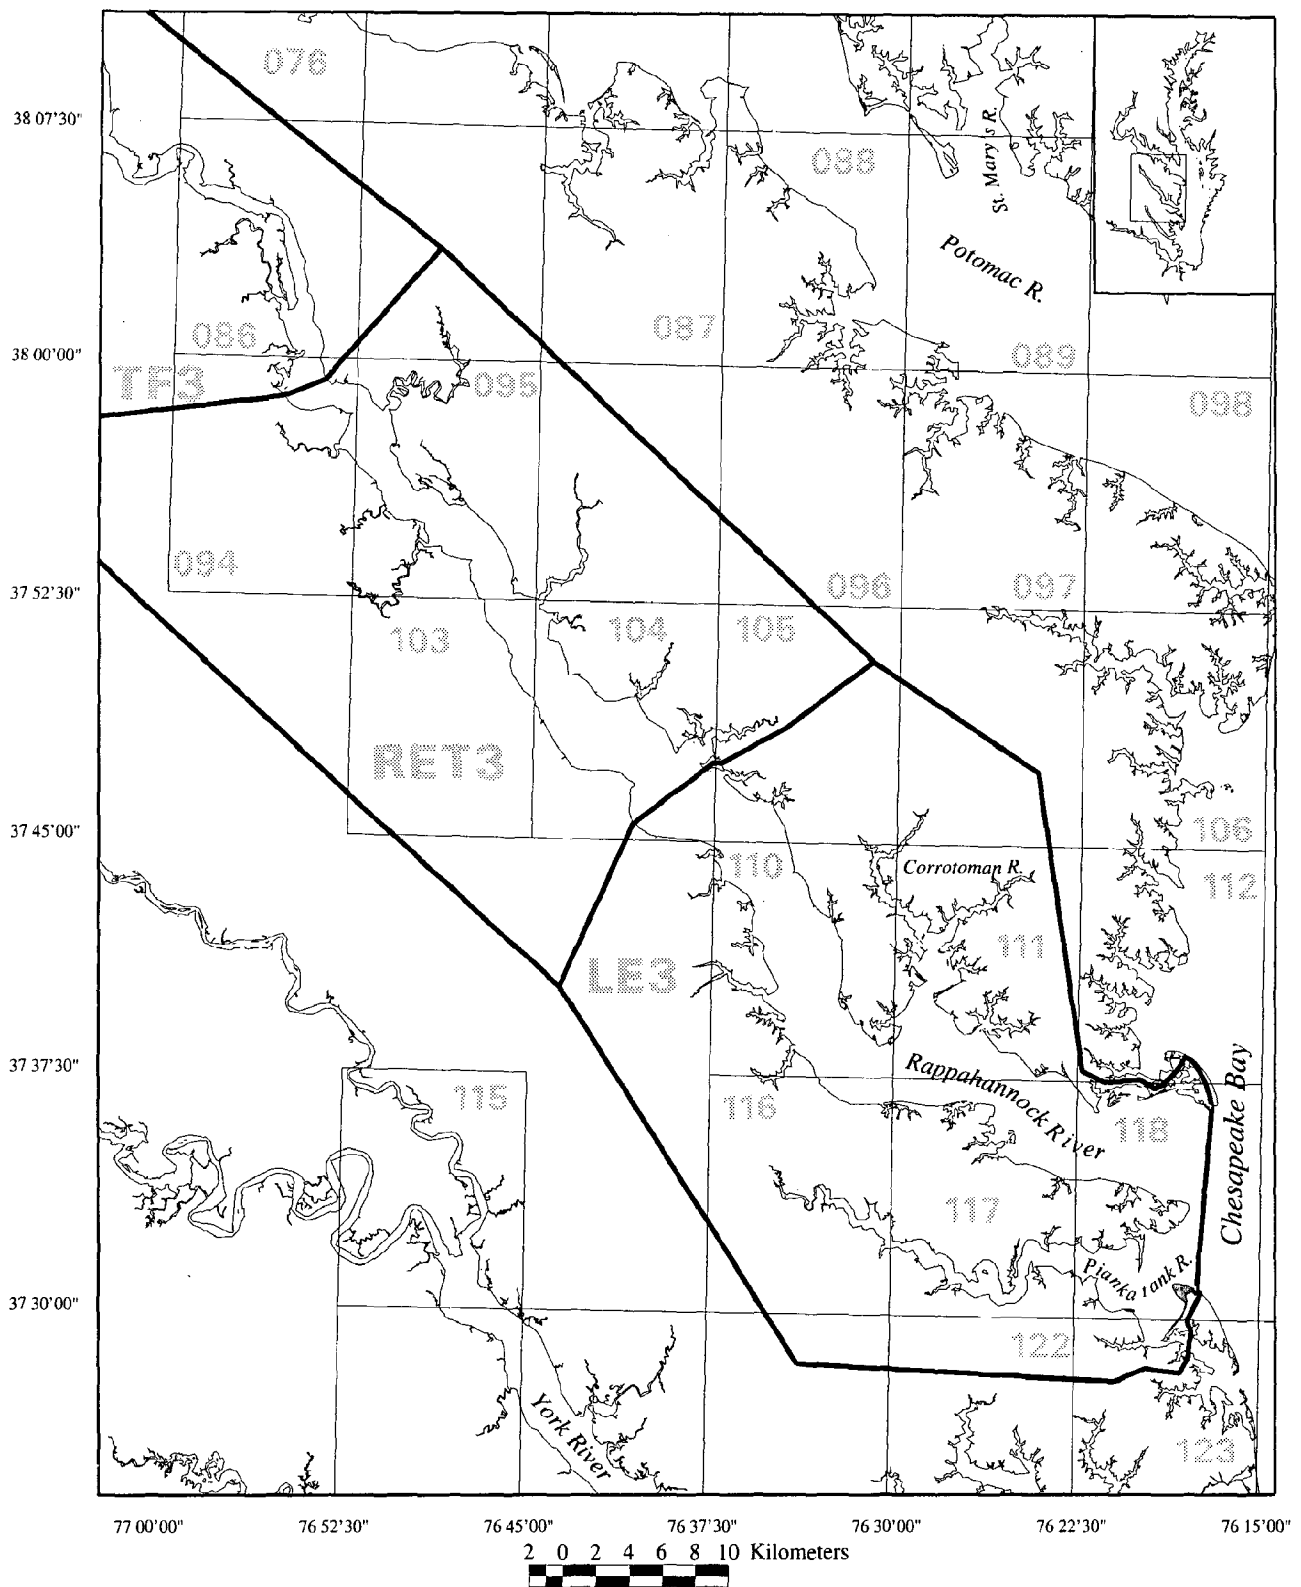 076
38 07'30"
088
St. Mary's R.
Potomac R.
086
087
089
38 00'00"
TF3
095
098
094
096
097
37 52'30"
103
104
105
RET3
106
37 45'00"
110
Corrotoman R.
112
111
LE3
37 37'30"
115
116
Rappahannock River
118
Chesapeake Bay
117
Piankatank R.
37 30'00"
122
York River
123
77 00'00" 76 52'30" 76 45'00" 76 37'30" 76 30'00" 76 22'30" 76 15'00"
2 0 2 4 6 8 10 Kilometers